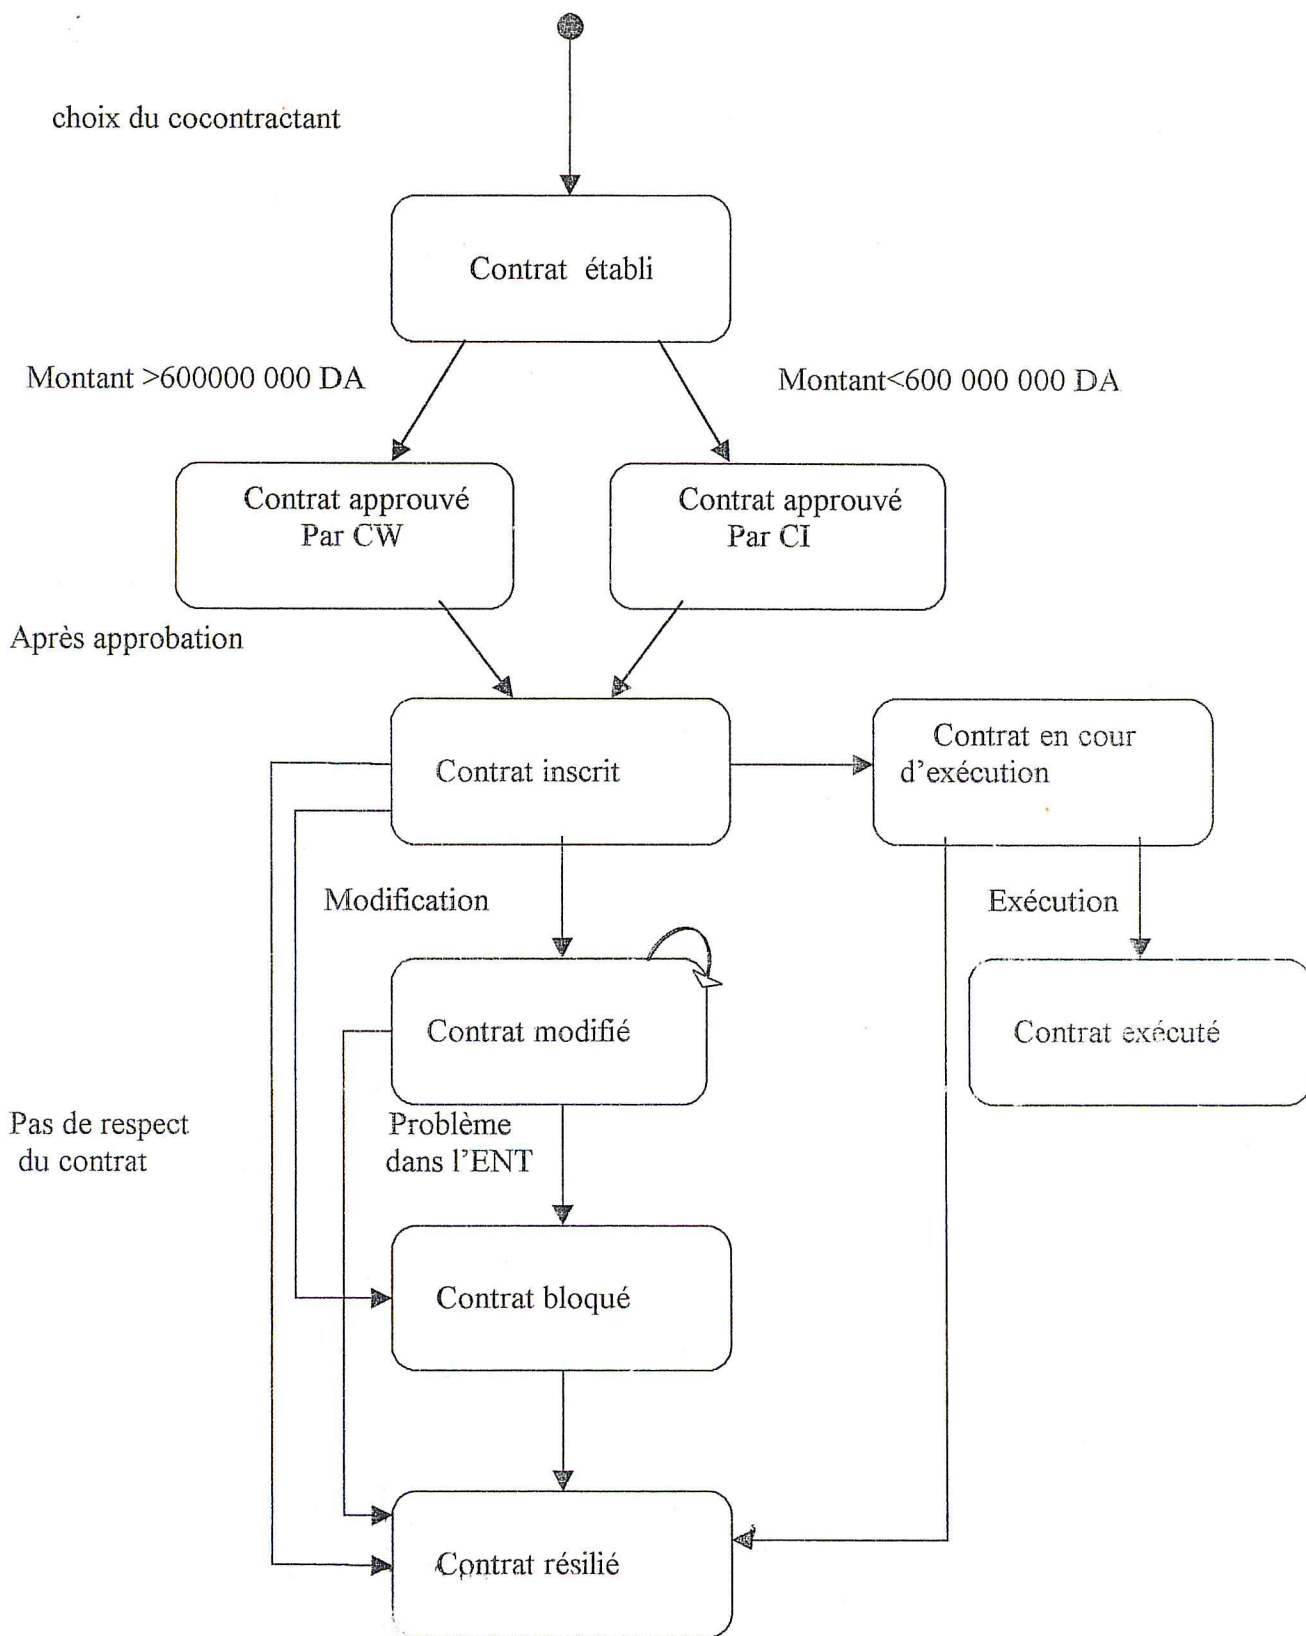 choix du cocontractant
Contrat établi
Montant >600000 000 DA
Montant<600 000 000 DA
Contrat approuvé
Par CW
Contrat approuvé
Par CI
Après approbation
Contrat inscrit
Contrat en cour
d’exécution
Modification
Exécution
Contrat modifié
Contrat exécuté
Pas de respect
du contrat
Problème
dans l’ENT
Contrat bloqué
Contrat résilié